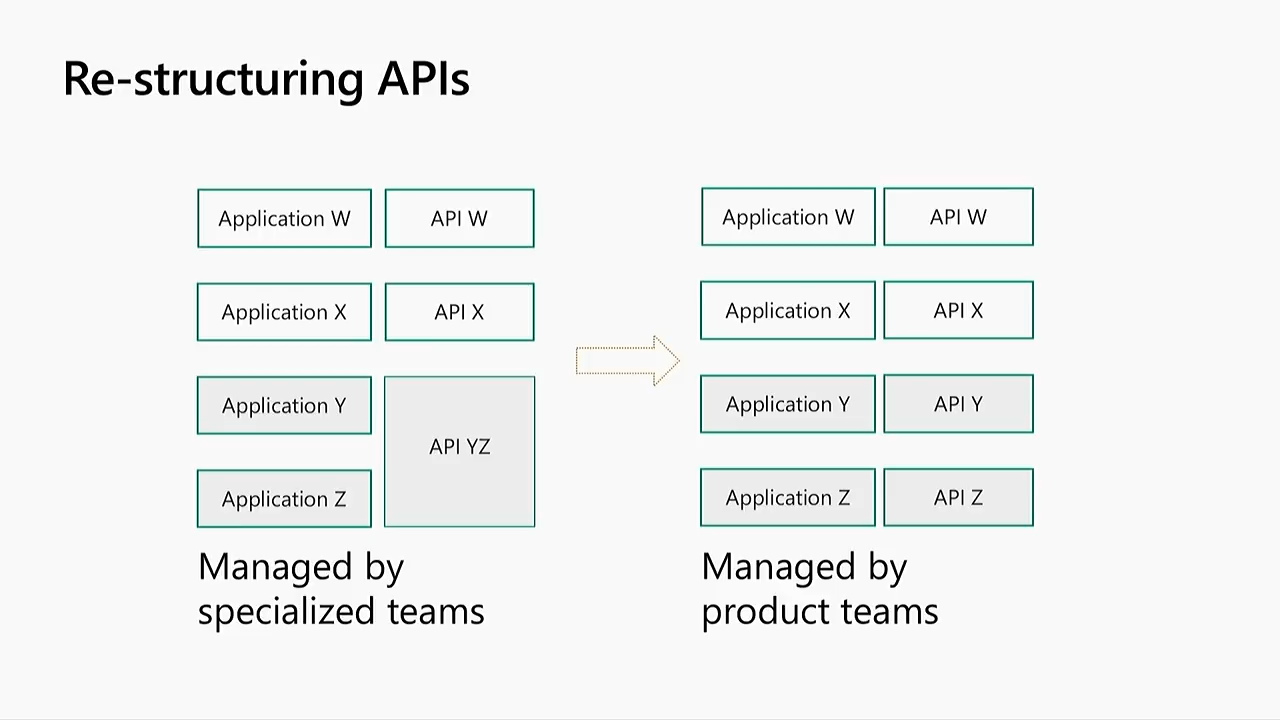 Re-structuring APIs
Application W
API W
Application X
API X
Application Y
API YZ
Application Z
Managed by
specialized teams
Application W
API W
Application X
API X
Application Y
API Y
Application Z
API Z
Managed by
product teams